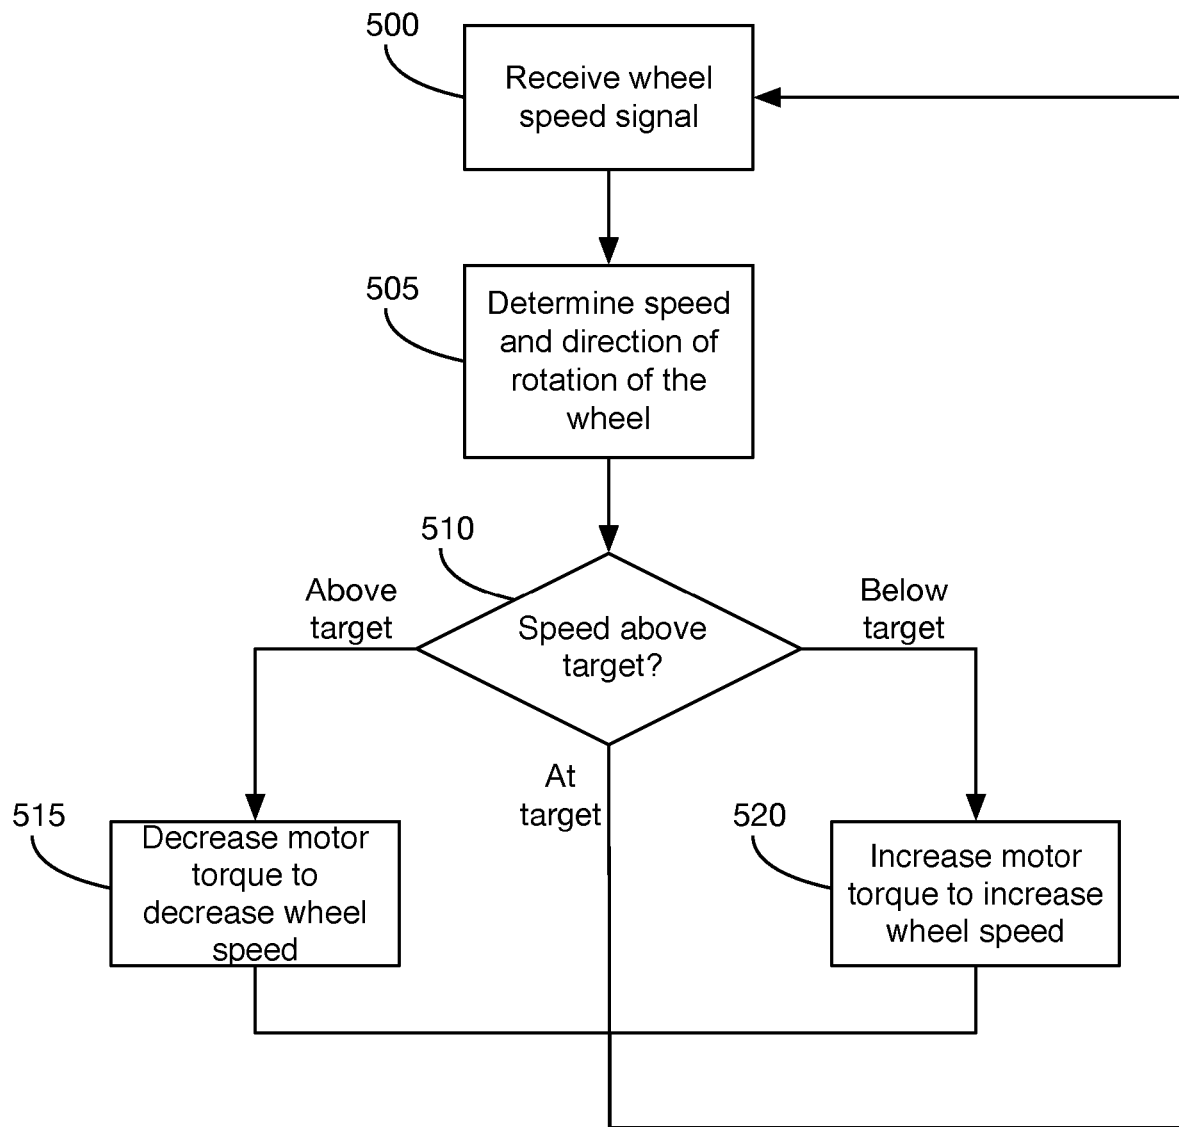 500
Receive wheel
speed signal
505
Determine speed
and direction of
rotation of the
wheel
510
Above
target
Speed above
target?
Below
target
At
target
515
Decrease motor
torque to
decrease wheel
speed
520
Increase motor
torque to increase
wheel speed